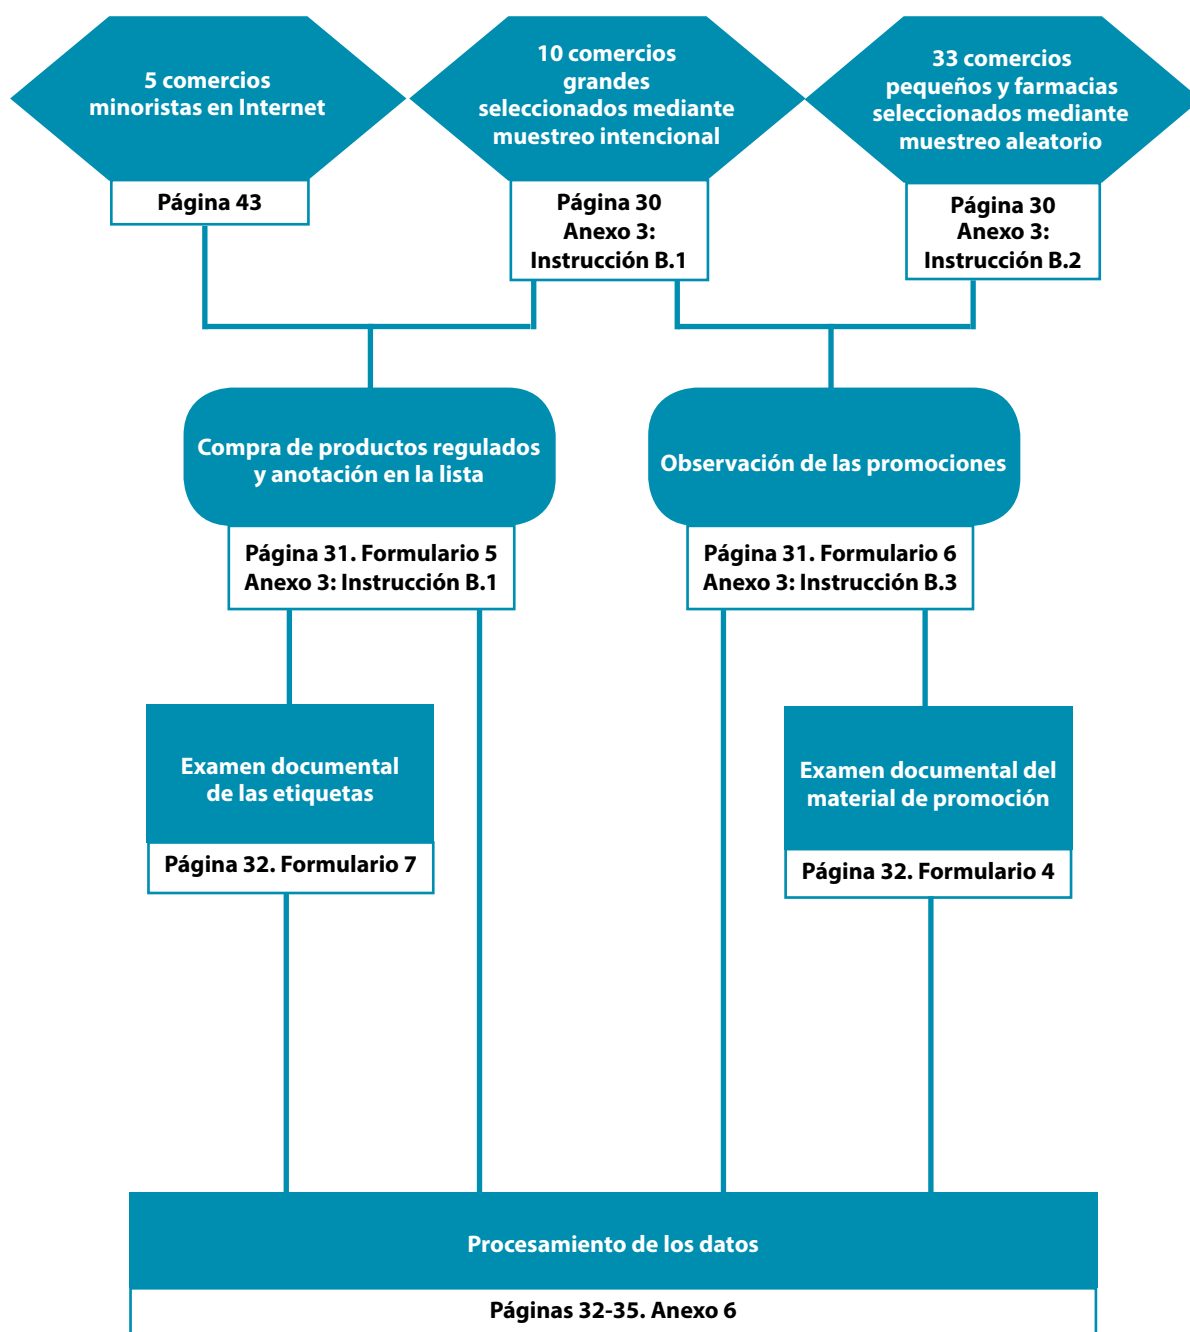 5 comercios
minoristas en Internet
Página 43
10 comercios
grandes
seleccionados mediante
muestreo intencional
Página 30
Anexo 3:
Instrucción B.1
33 comercios
pequeños y farmacias
seleccionados mediante
muestreo aleatorio
Página 30
Anexo 3:
Instrucción B.2
Compra de productos regulados
y anotación en la lista
Página 31. Formulario 5
Anexo 3: Instrucción B.1
Observación de las promociones
Página 31. Formulario 6
Anexo 3: Instrucción B.3
Examen documental
de las etiquetas
Página 32. Formulario 7
Examen documental del
material de promoción
Página 32. Formulario 4
Procesamiento de los datos
Páginas 32-35. Anexo 6